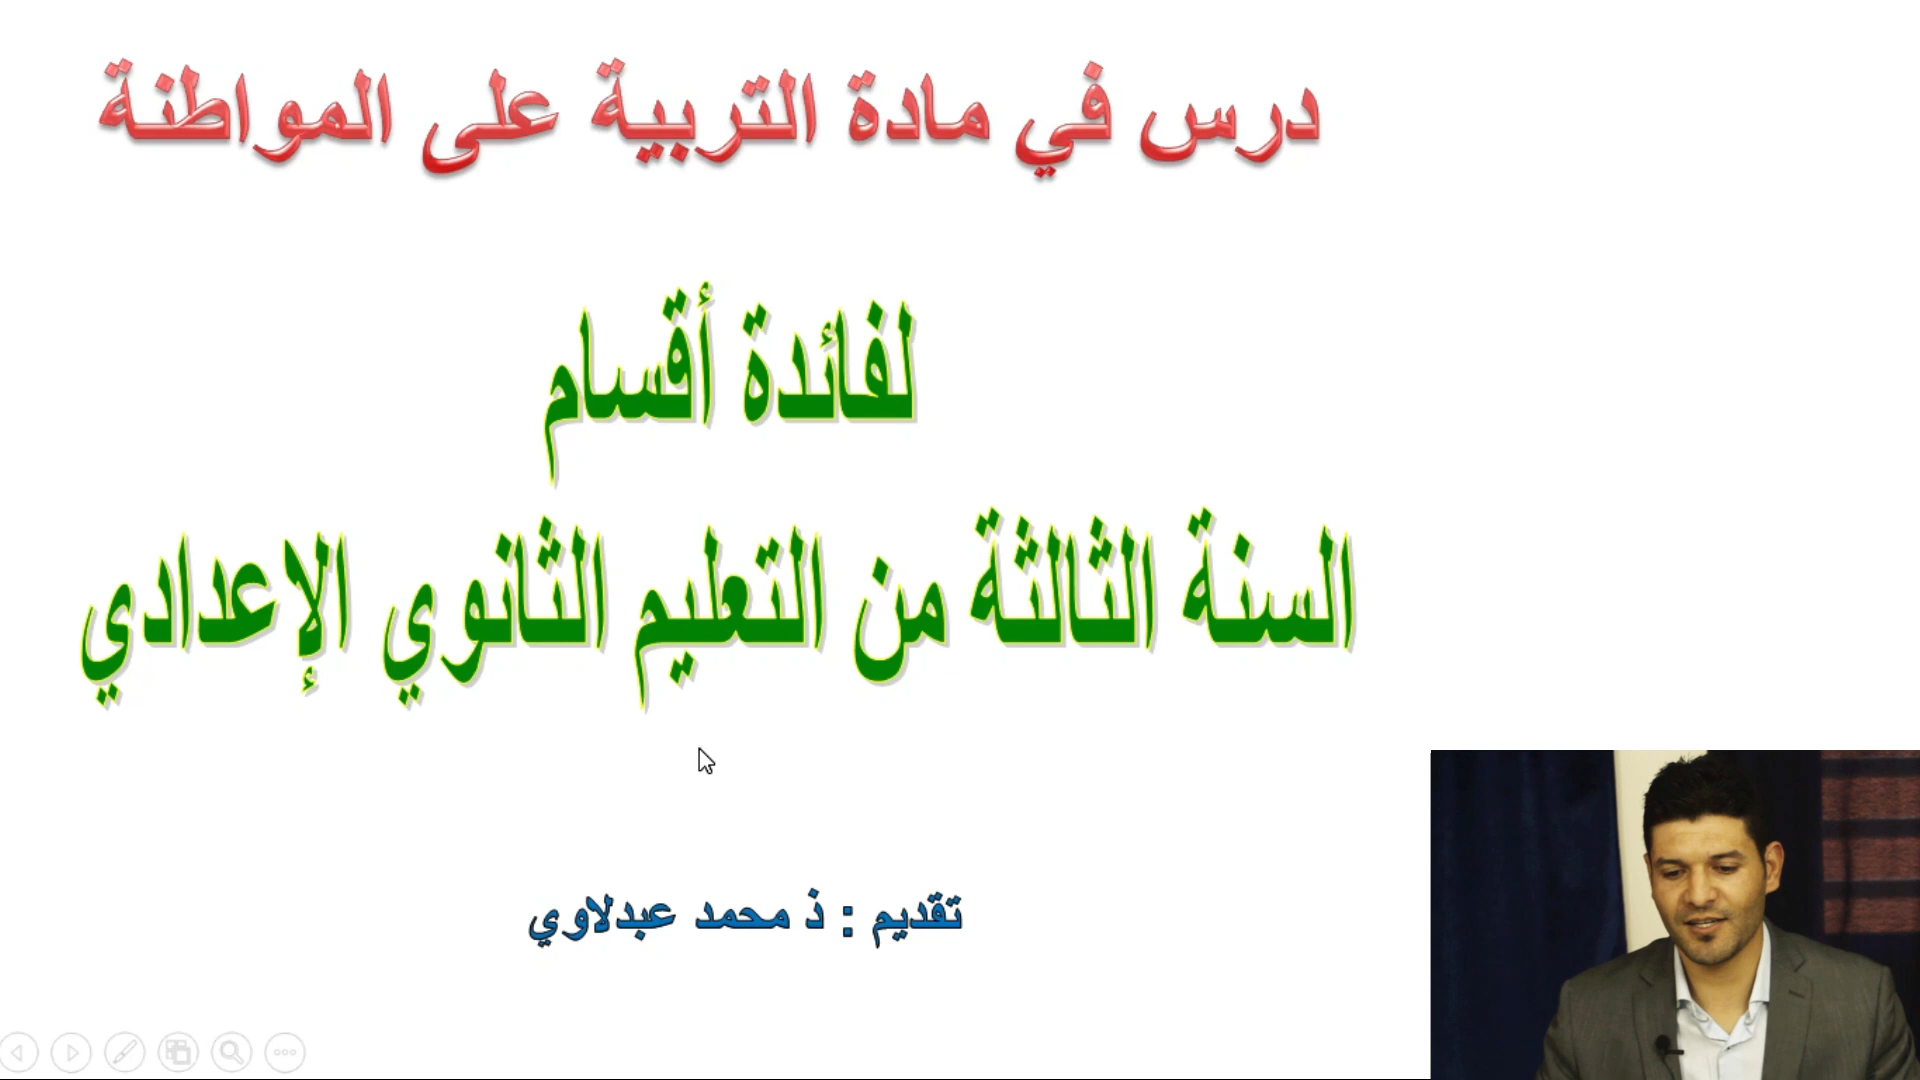 درس في مادة التربية على المواطنة
لفائدة أقسام
السنة الثالثة من التعليم الثانوي الإعدادي
تقديم : ذ محمد عبدلاوي